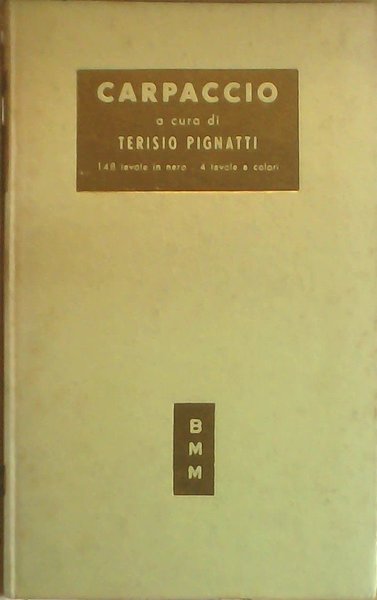 CARPACCIO
a cura di
TERISIO PIGNATTI
148 tavole in nero 4 tavole a colori
B
M
M